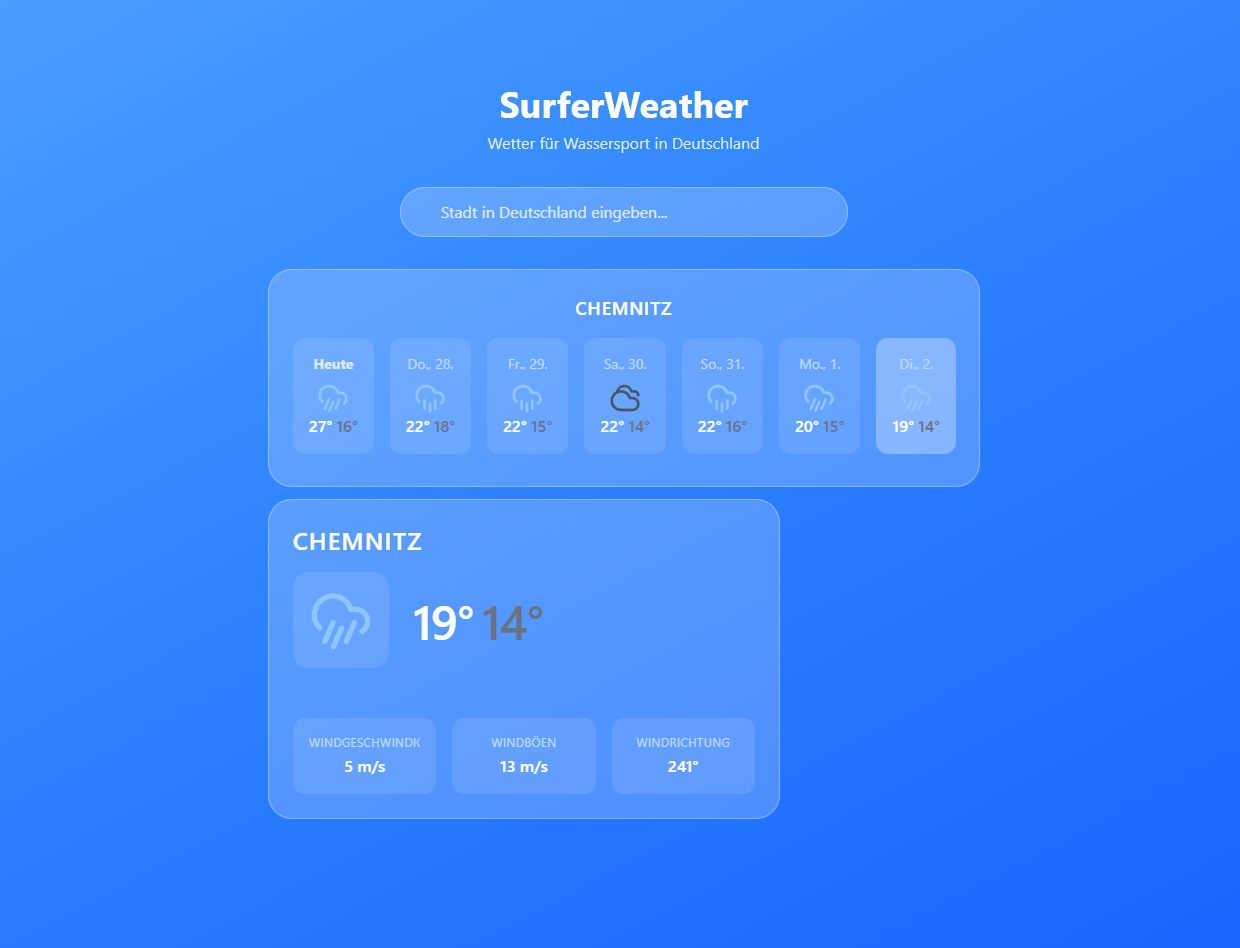 SurferWeather
Wetter für Wassersport in Deutschland
Stadt in Deutschland eingeben...
CHEMNITZ
Heute Do., 28. Fr., 29. Sa., 30. So., 31. Mo., 1. Di., 2.
27° 16° 22° 18° 22° 15° 22° 14° 22° 16° 20° 15° 19° 14°
CHEMNITZ
19° 14°
WINDGESCHWINDIG WINDBÖEN WINDRICHTUNG
5 m/s 13 m/s 241°